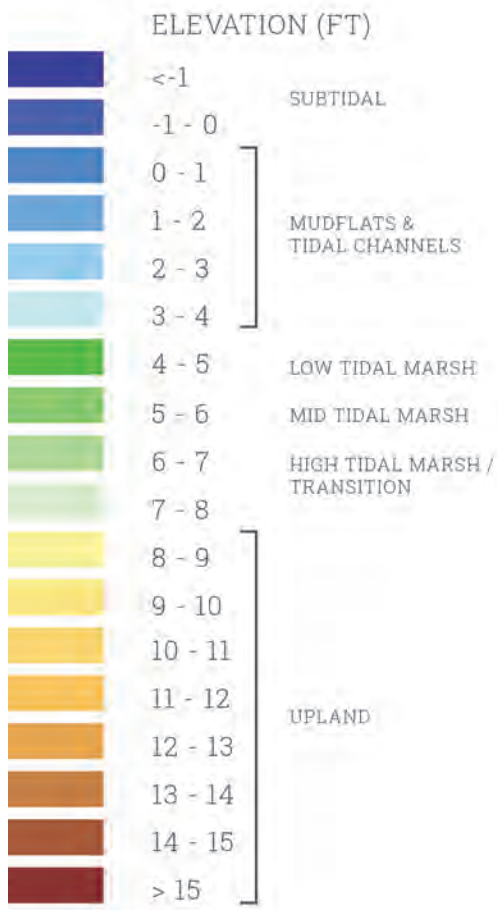 ELEVATION (FT)
<-1
SUBTIDAL
-1 - 0
0 - 1
1 - 2
MUDFLATS &
TIDAL CHANNELS
2 - 3
3 - 4
4 - 5
LOW TIDAL MARSH
5 - 6
MID TIDAL MARSH
6 - 7
HIGH TIDAL MARSH /
TRANSITION
7 - 8
8 - 9
9 - 10
10 - 11
11 - 12
UPLAND
12 - 13
13 - 14
14 - 15
> 15